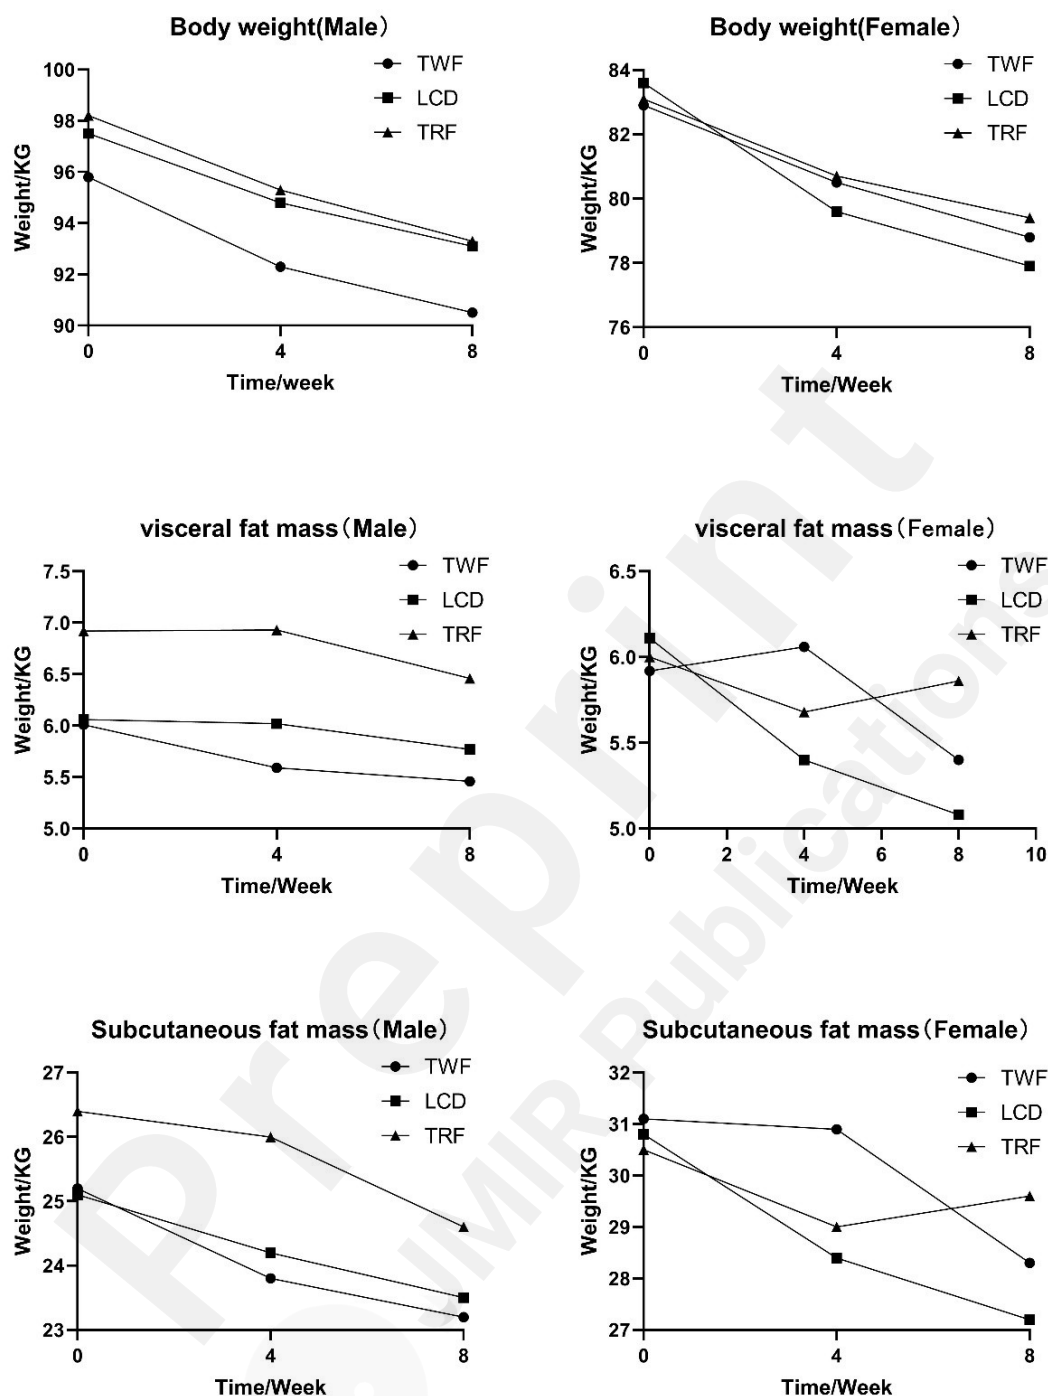 Body weight(Male）
TWF
LCD
TRF
100
98
96
94
92
90
Weight/KG
0 4 8
Time/week
Body weight(Female）
TWF
LCD
TRF
84
82
80
78
76
Weight/KG
0 4 8
Time/Week
visceral fat mass（Male）
TWF
LCD
TRF
7.5
7.0
6.5
6.0
5.5
5.0
Weight/KG
0 4 8
Time/Week
visceral fat mass（Female）
TWF
LCD
TRF
6.5
6.0
5.5
5.0
Weight/KG
0 2 4 6 8 10
Time/Week
Subcutaneous fat mass（Male）
TWF
LCD
TRF
27
26
25
24
23
Weight/KG
0 4 8
Time/Week
Subcutaneous fat mass（Female）
TWF
LCD
TRF
32
31
30
29
28
27
Weight/KG
0 4 8
Time/Week
Preprint
JMIR Publications